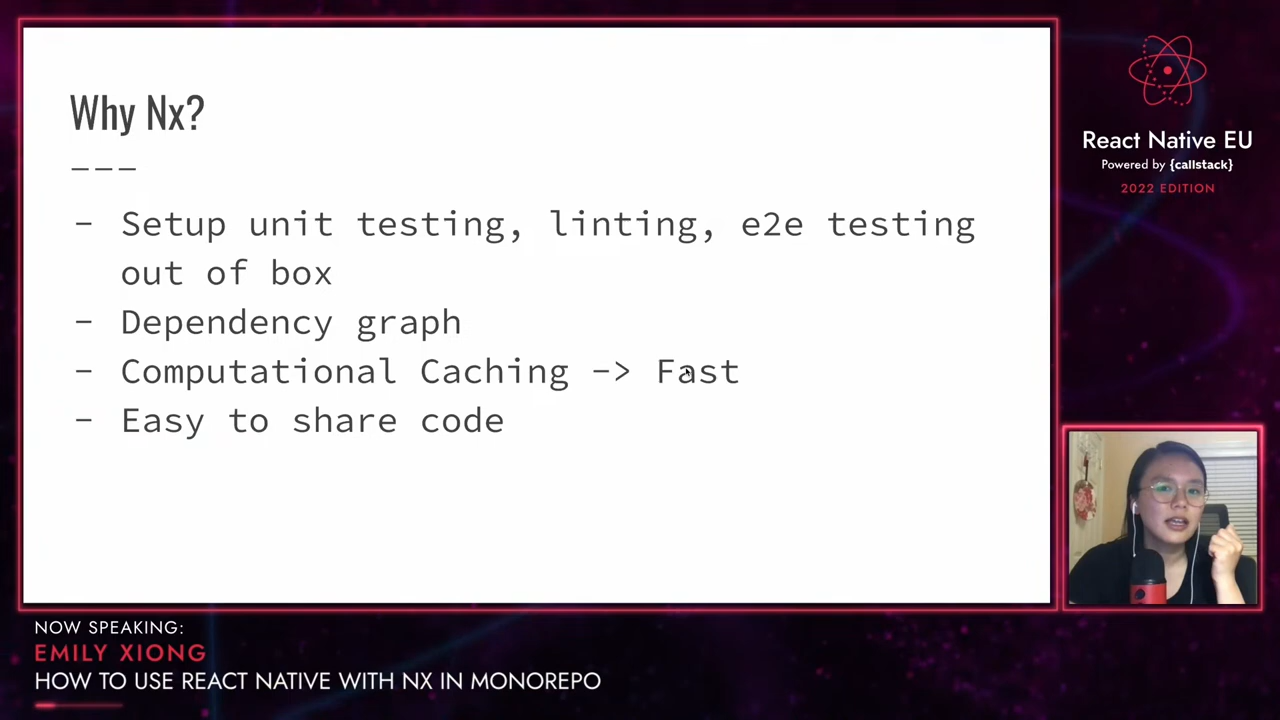 Why Nx?
---
- Setup unit testing, linting, e2e testing
out of box
- Dependency graph
- Computational Caching -> Fast
- Easy to share code
React Native EU
Powered by {callstack}
2022 EDITION
NOW SPEAKING:
EMILY XIONG
HOW TO USE REACT NATIVE WITH NX IN MONOREPO